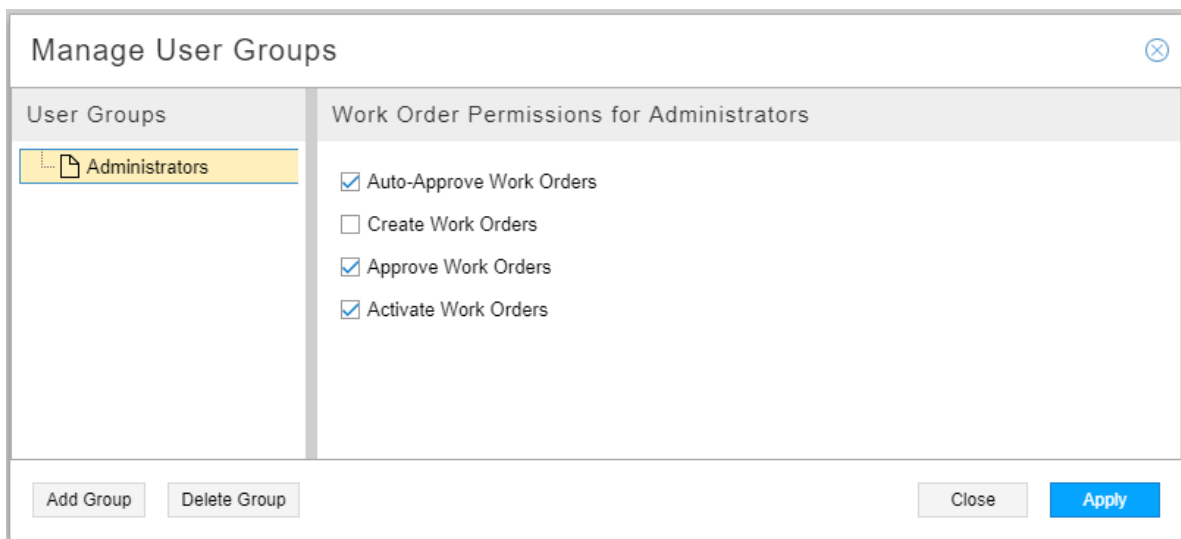 Manage User Groups
User Groups
Work Order Permissions for Administrators
Administrators
Auto-Approve Work Orders
Create Work Orders
Approve Work Orders
Activate Work Orders
Add Group
Delete Group
Close
Apply